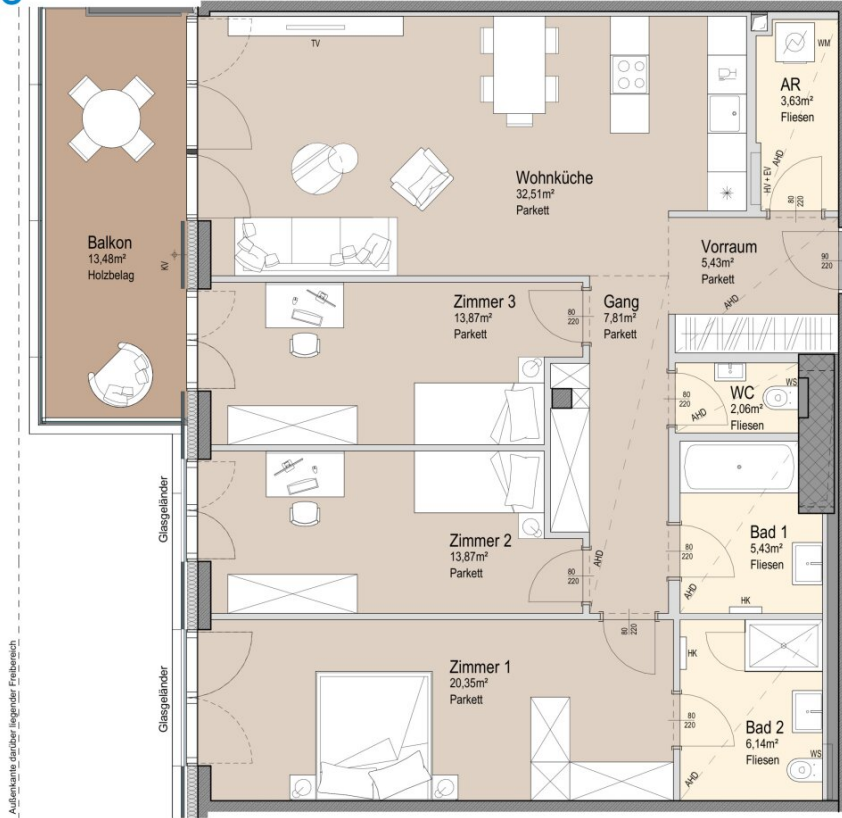 TV
WM
AR
3,63m²
Fliesen
AHD
HV + EV
80
220
Wohnküche
32,51m²
Parkett
Balkon
13,48m²
Holzbelag
KV
Vorraum
5,43m²
Parkett
AHD
90
220
Zimmer 3
13,87m²
Parkett
80
220
Gang
7,81m²
Parkett
AHD
WC
2,06m²
Fliesen
WS
AHD
80
220
Glasgeländer
Zimmer 2
13,87m²
Parkett
80
220
Bad 1
5,43m²
Fliesen
80
220
AHD
HK
Glasgeländer
Zimmer 1
20,35m²
Parkett
80
220
HK
Bad 2
6,14m²
Fliesen
WS
80
220
AHD
Außenkante darüber liegender Freibereich